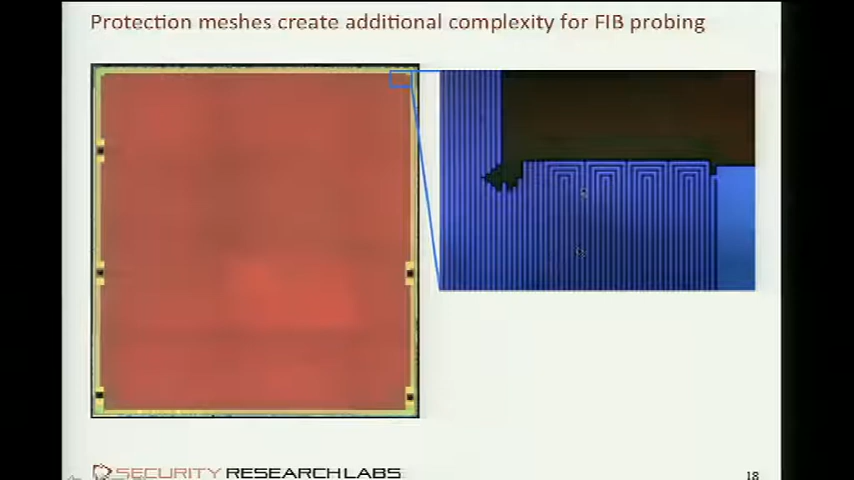 Protection meshes create additional complexity for FIB probing
SECURITY RESEARCH LABS
18